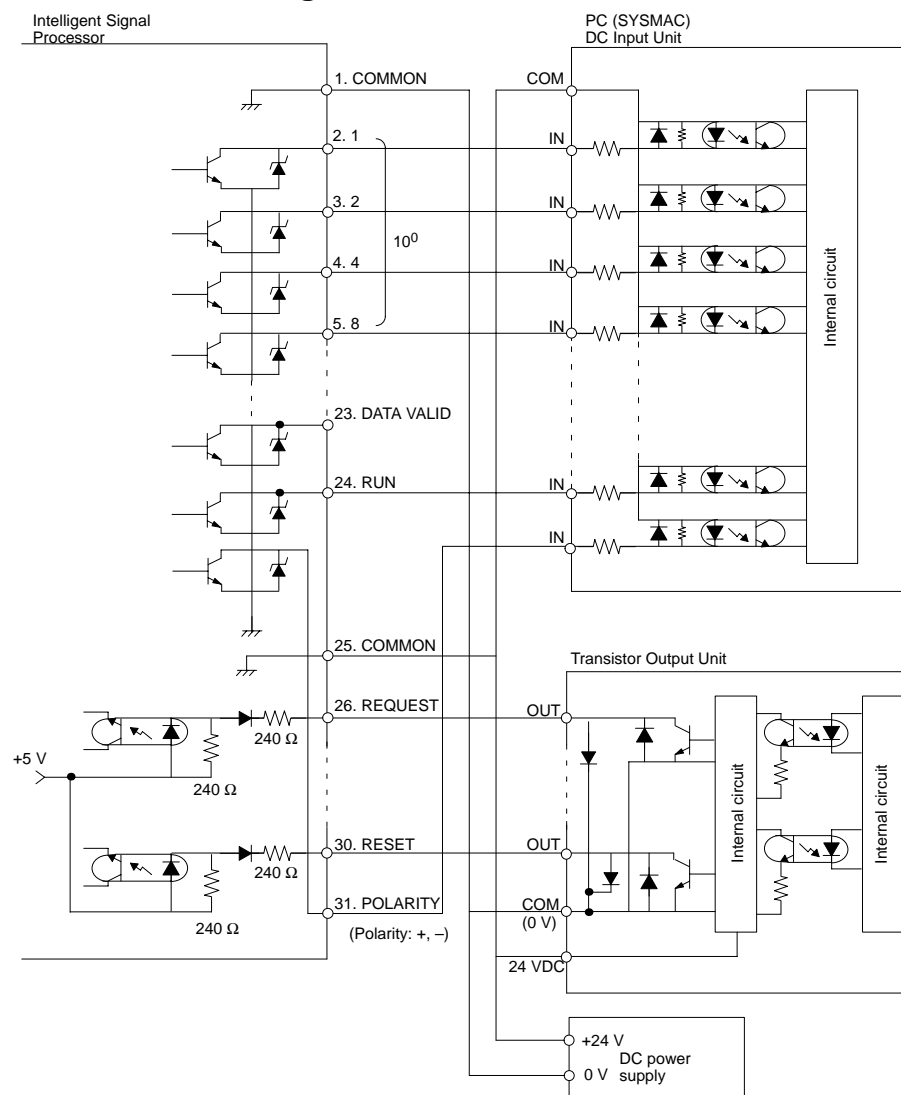 Intelligent Signal
Processor
PC (SYSMAC)
DC Input Unit
1. COMMON
COM
2. 1
IN
3. 2
IN
10⁰
4. 4
IN
5. 8
IN
Internal circuit
23. DATA VALID
24. RUN
IN
IN
25. COMMON
Transistor Output Unit
26. REQUEST
OUT
240 Ω
+5 V
240 Ω
Internal circuit
Internal circuit
30. RESET
OUT
240 Ω
31. POLARITY
COM
(0 V)
240 Ω
(Polarity: +, –)
24 VDC
+24 V
DC power
0 V supply